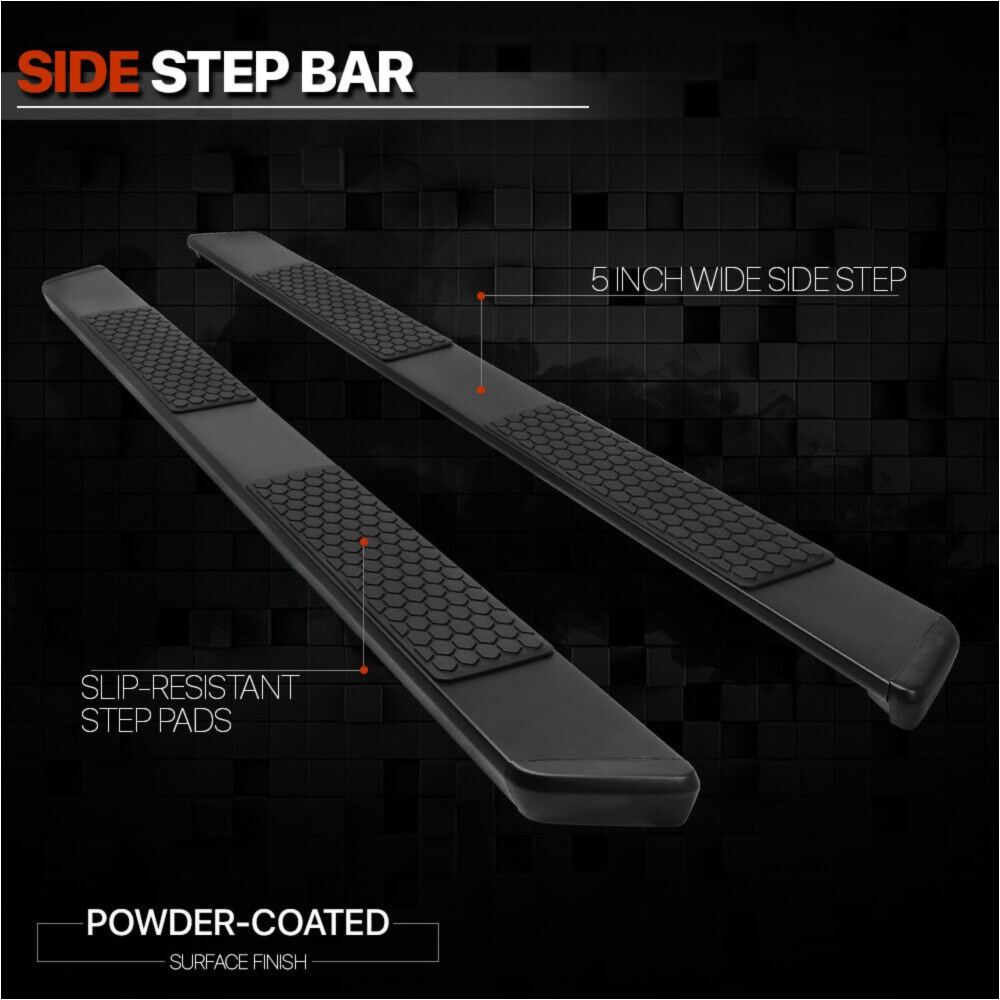 SIDE STEP BAR
5 INCH WIDE SIDE STEP
SLIP-RESISTANT
STEP PADS
POWDER-COATED
SURFACE FINISH